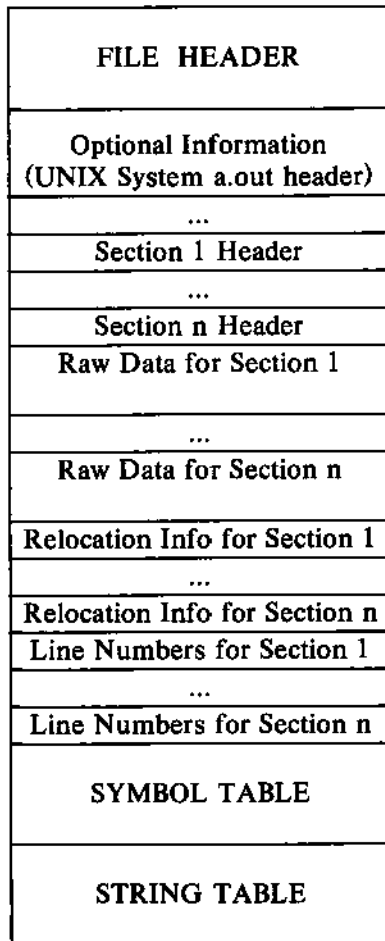 FILE HEADER
Optional Information
(UNIX System a.out header)
...
Section 1 Header
...
Section n Header
Raw Data for Section 1
...
Raw Data for Section n
Relocation Info for Section 1
...
Relocation Info for Section n
Line Numbers for Section 1
...
Line Numbers for Section n
SYMBOL TABLE
STRING TABLE